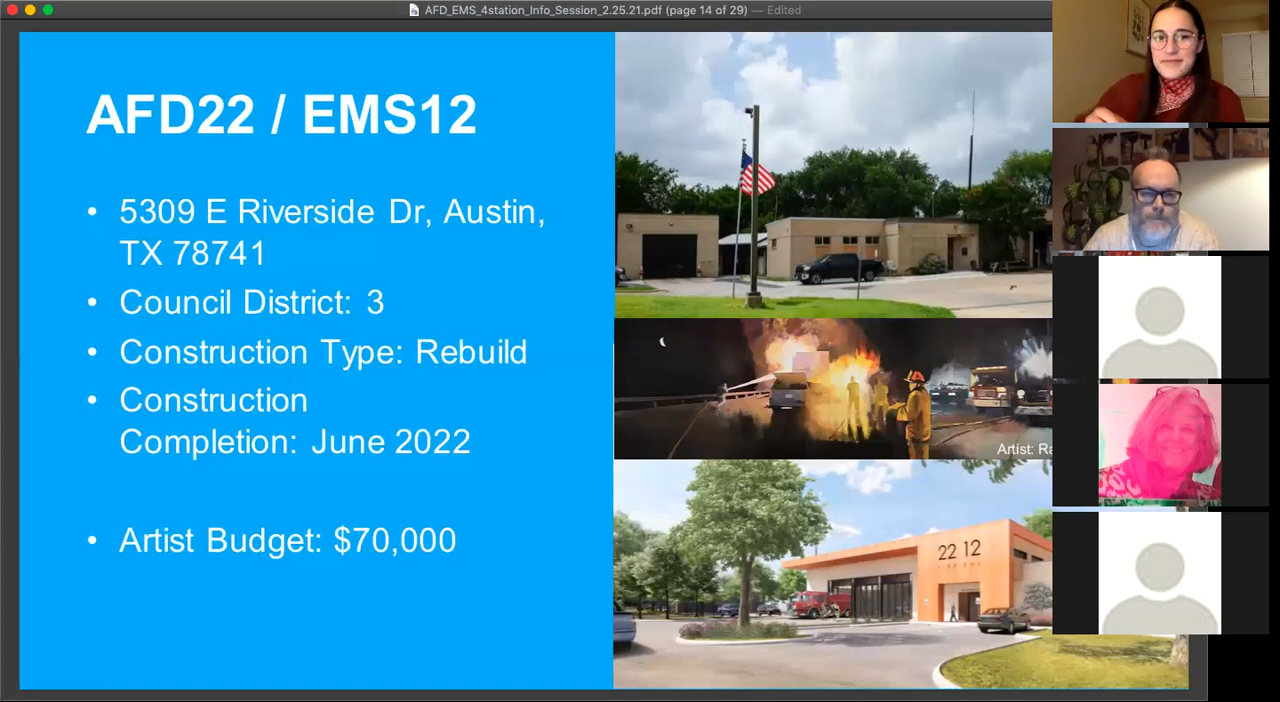 AFD_EMS_4station_Info_Session_2.25.21.pdf (page 14 of 29) — Edited
AFD22 / EMS12
• 5309 E Riverside Dr, Austin,
TX 78741
• Council District: 3
• Construction Type: Rebuild
• Construction
Completion: June 2022
• Artist Budget: $70,000
Artist:
22 12